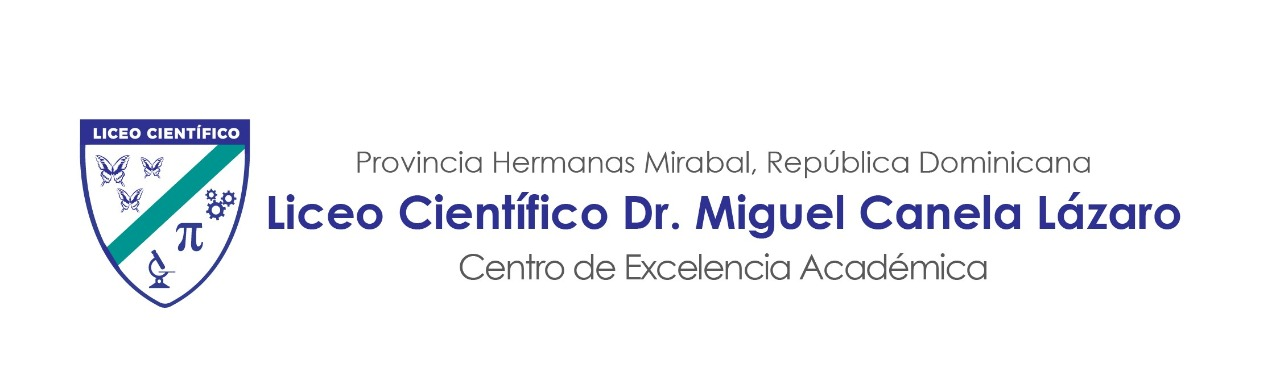 LICEO CIENTÍFICO
π
Provincia Hermanas Mirabal, República Dominicana
Liceo Científico Dr. Miguel Canela Lázaro
Centro de Excelencia Académica